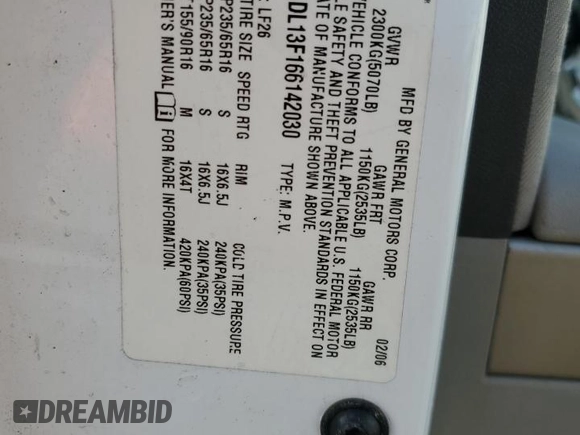 MFD BY GENERAL MOTORS CORP. 02/06
GVWR GAWR FRT GAWR RR
2300KG(5070LB) 1150KG(2535LB) 1150KG(2535LB)
VEHICLE CONFORMS TO ALL APPLICABLE U.S. FEDERAL MOTOR
LE SAFETY AND THEFT PREVENTION STANDARDS IN EFFECT ON
ATE OF MANUFACTURE SHOWN ABOVE.
DL13F166142030 TYPE: M.P.V.
: LF26
TIRE SIZE SPEED RTG RIM COLD TIRE PRESSURE
P235/65R16 S 16X6.5J 240KPA(35PSI)
P235/65R16 S 16X6.5J 240KPA(35PSI)
T155/90R16 M 16X4T 420KPA(60PSI)
ER'S MANUAL FOR MORE INFORMATION.
DREAMBID